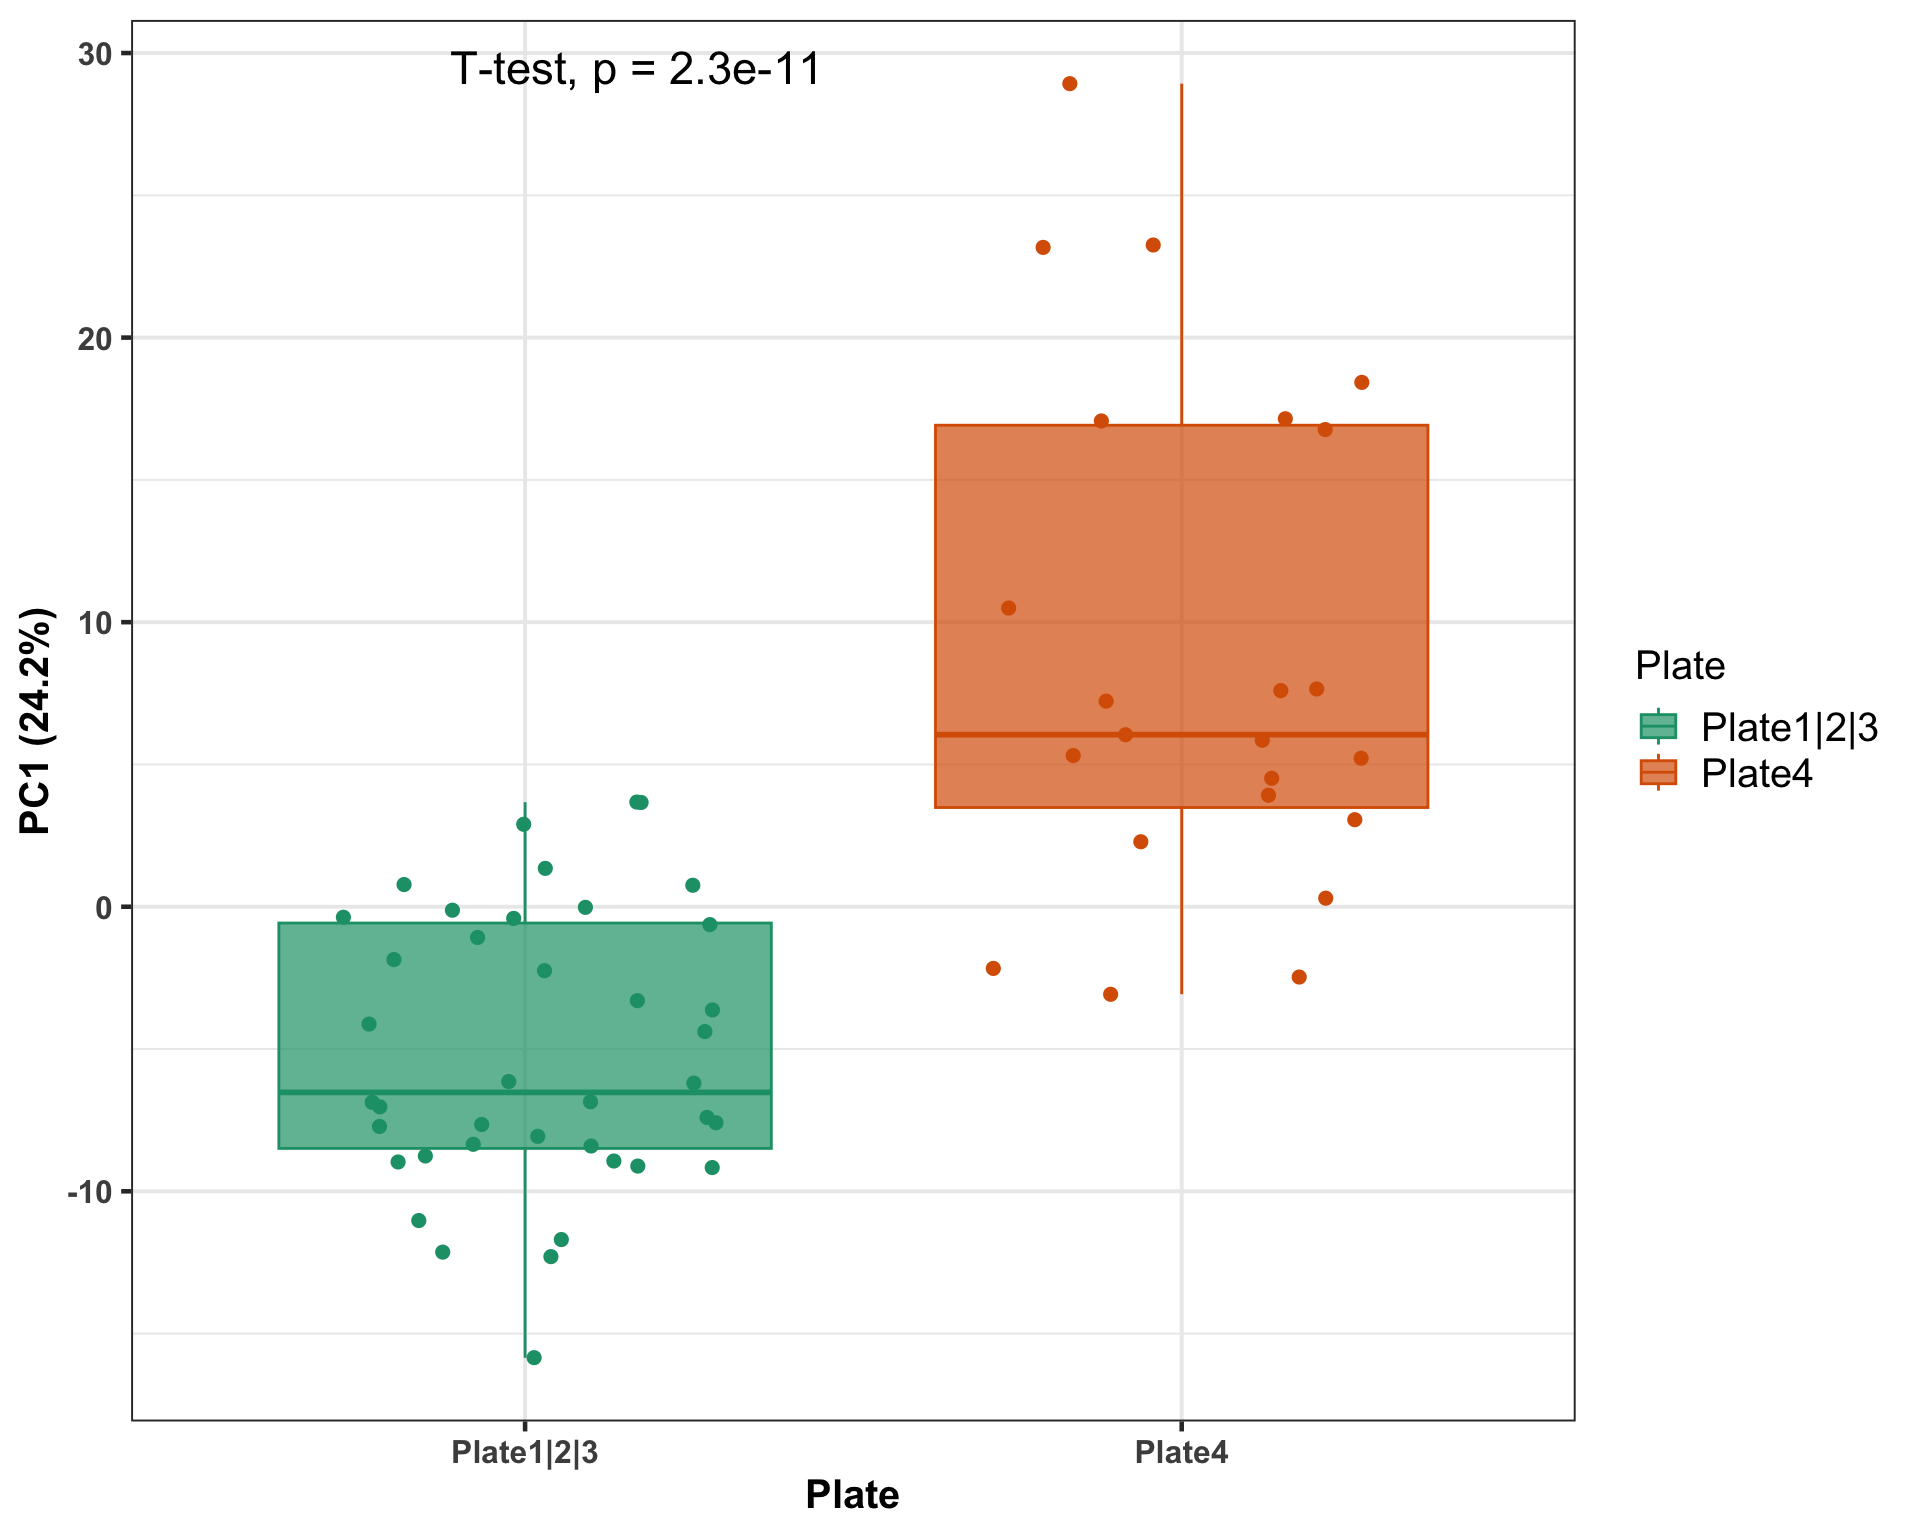 T-test, p = 2.3e-11
30
20
10
0
-10
PC1 (24.2%)
Plate1|2|3
Plate4
Plate
Plate
Plate1|2|3
Plate4